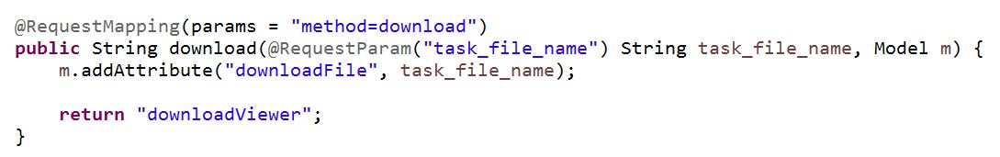 @RequestMapping(params = "method=download")
public String download(@RequestParam("task_file_name") String task_file_name, Model m) {
    m.addAttribute("downloadFile", task_file_name);
    return "downloadViewer";
}